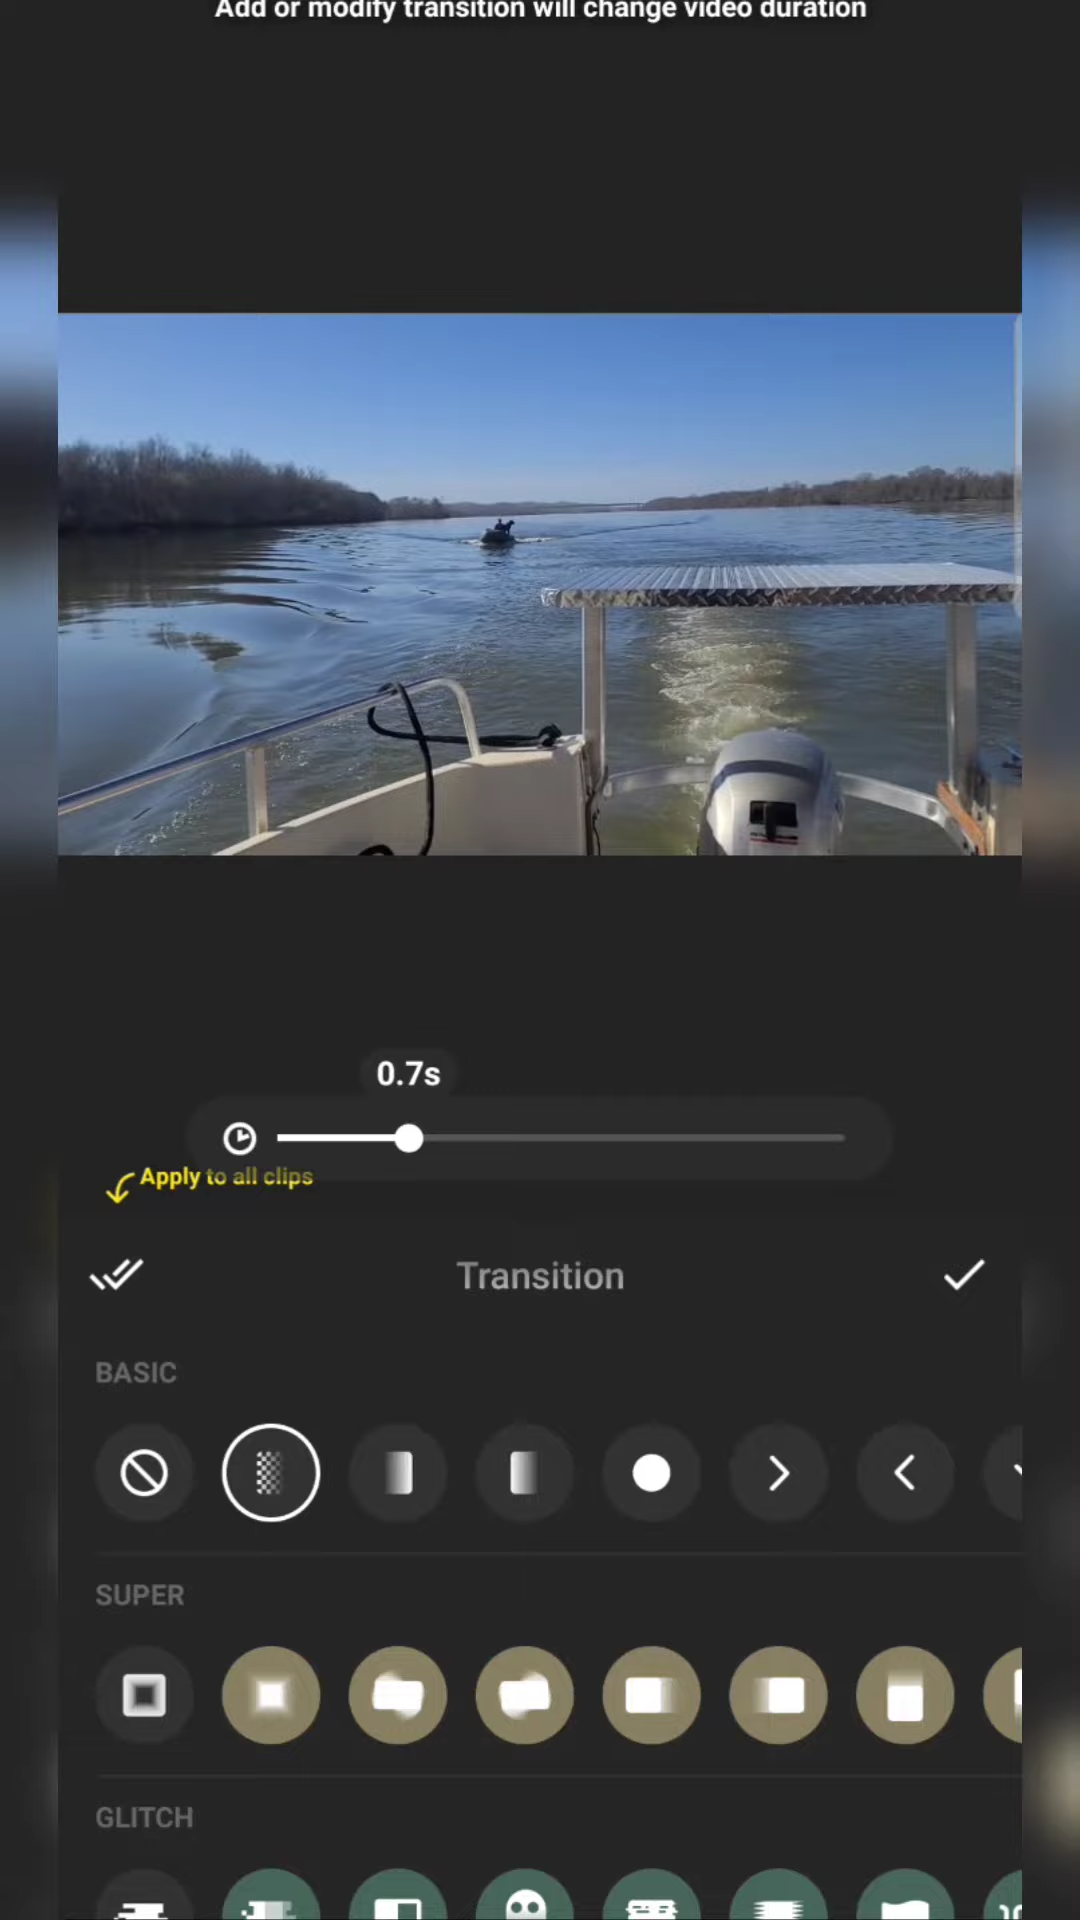 Add or modify transition will change video duration
0.7s
Apply to all clips
Transition
BASIC
SUPER
GLITCH